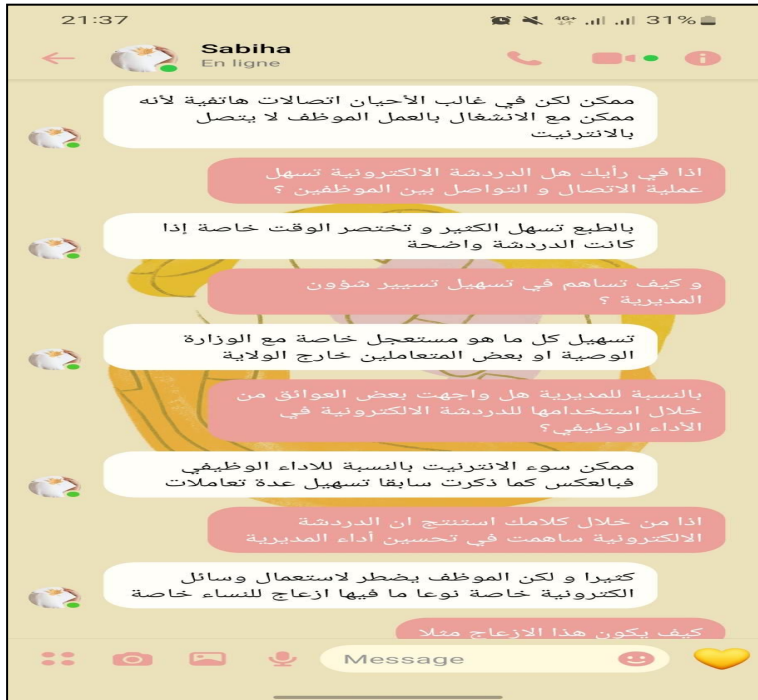 21:37
4G+ 31%
Sabiha
En ligne
ممكن لكن في غالب الأحيان اتصالات هاتفية لأنه
ممكن مع الانشغال بالعمل الموظف لا يتصل
بالانترنيت
اذا في رأيك هل الدردشة الالكترونية تسهل
عملية الاتصال و التواصل بين الموظفين ؟
بالطبع تسهل الكثير و تختصر الوقت خاصة إذا
كانت الدردشة واضحة
و كيف تساهم في تسهيل تسيير شؤون
المديرية ؟
تسهيل كل ما هو مستعجل خاصة مع الوزارة
الوصية او بعض المتعاملين خارج الولاية
بالنسبة للمديرية هل واجهت بعض العوائق من
خلال استخدامها للدردشة الالكترونية في
الأداء الوظيفي؟
ممكن سوء الانترنيت بالنسبة للاداء الوظيفي
فبالعكس كما ذكرت سابقا تسهيل عدة تعاملات
اذا من خلال كلامك استنتج ان الدردشة
الالكترونية ساهمت في تحسين أداء المديرية
كثيرا و لكن الموظف يضطر لاستعمال وسائل
الكترونية خاصة نوعا ما فيها ازعاج للنساء خاصة
كيف يكون هذا الازعاج مثلا
Message